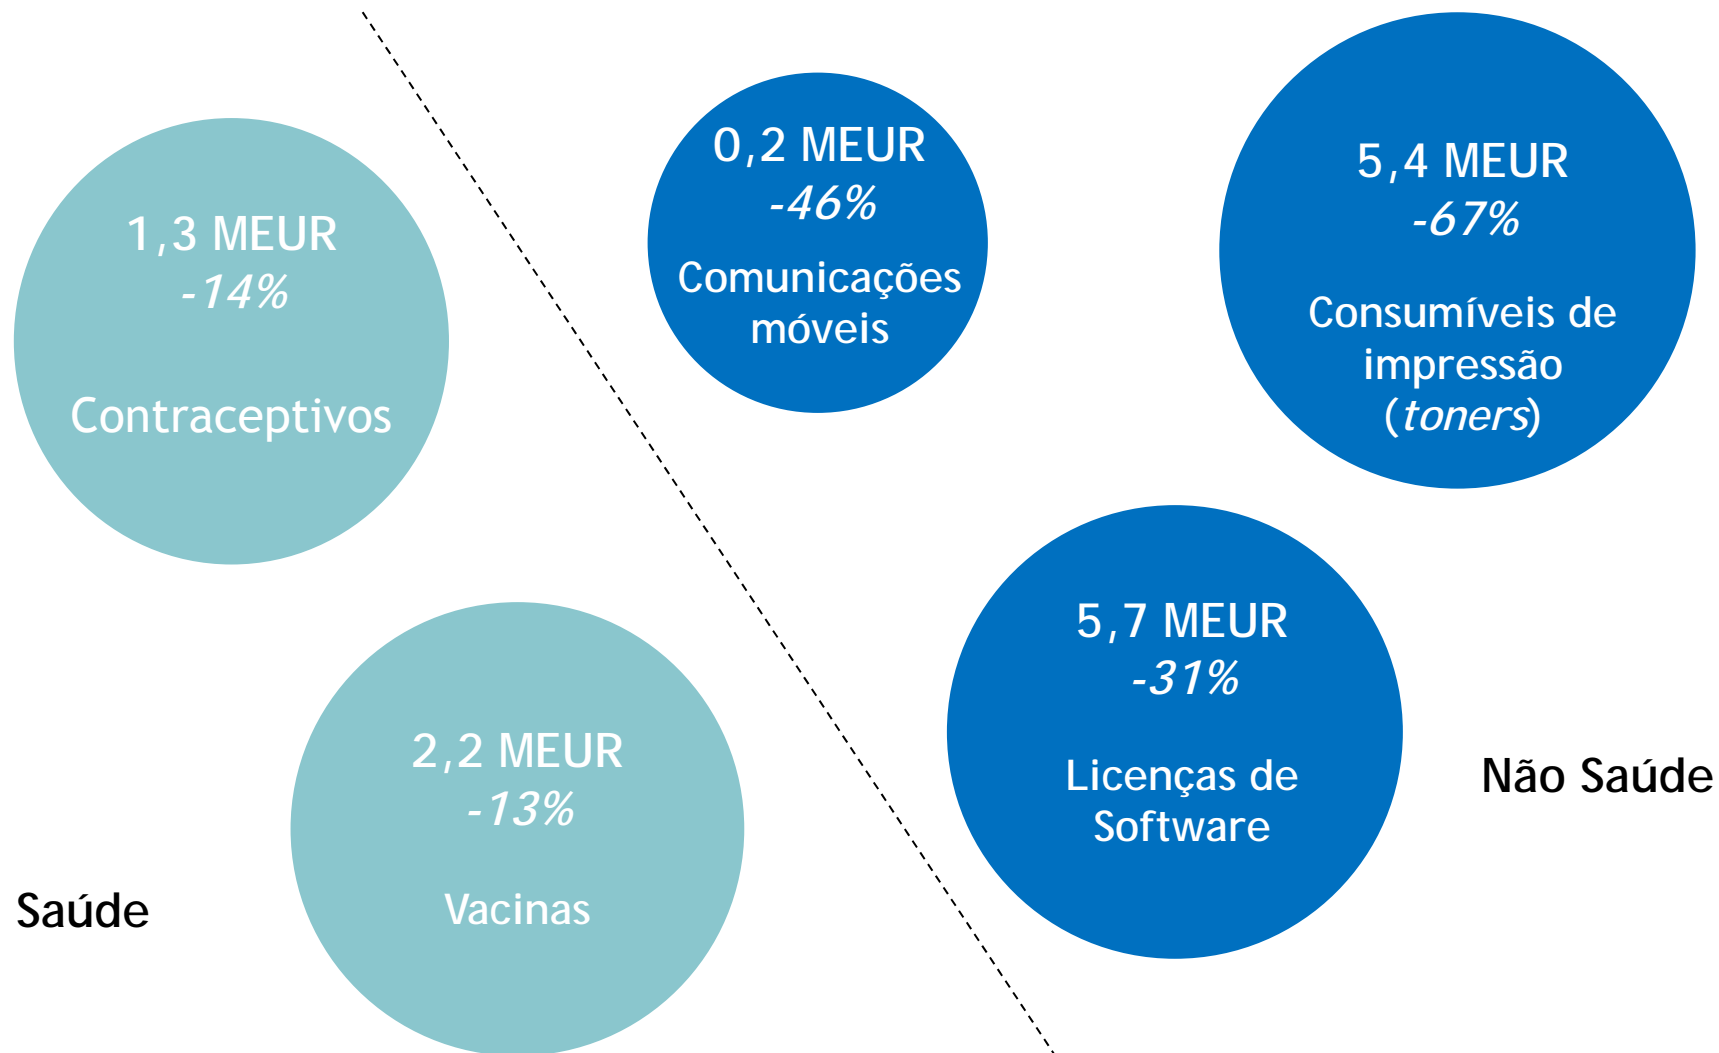 1,3 MEUR
-14%
Contraceptivos
2,2 MEUR
-13%
Vacinas
Saúde
0,2 MEUR
-46%
Comunicações
móveis
5,4 MEUR
-67%
Consumíveis de
impressão
(toners)
5,7 MEUR
-31%
Licenças de
Software
Não Saúde